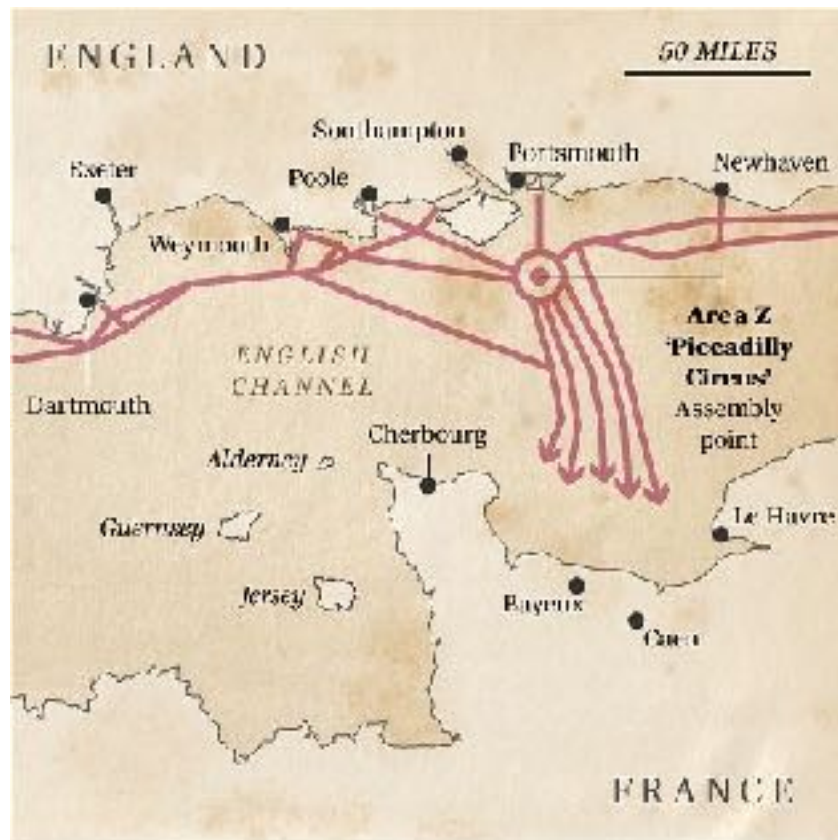 ENGLAND
50 MILES
Southampton
Portsmouth
Exeter
Poole
Newhaven
Weymouth
Area Z
'Piccadilly
Circus'
Assembly
point
ENGLISH
CHANNEL
Dartmouth
Cherbourg
Alderney
Guernsey
Le Havre
Jersey
Bayeux
Caen
FRANCE